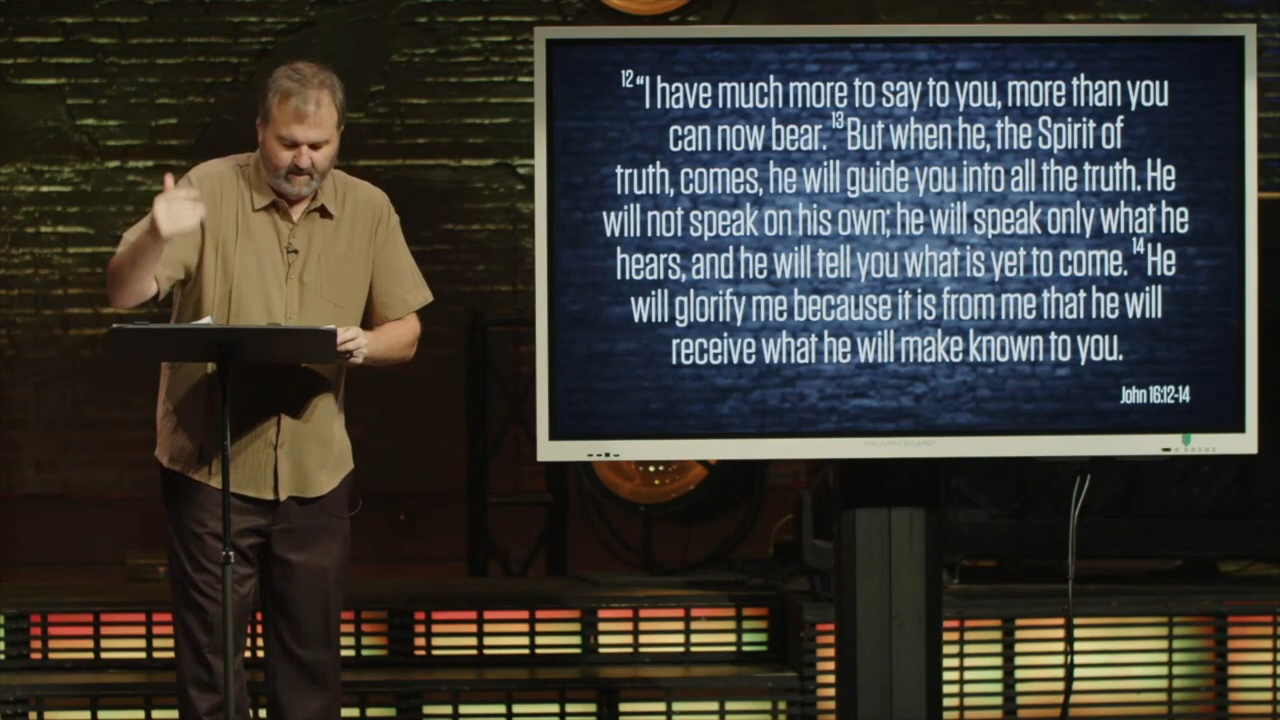 12 “I have much more to say to you, more than you
can now bear. 13 But when he, the Spirit of
truth, comes, he will guide you into all the truth. He
will not speak on his own; he will speak only what he
hears, and he will tell you what is yet to come. 14 He
will glorify me because it is from me that he will
receive what he will make known to you.
John 16:12-14